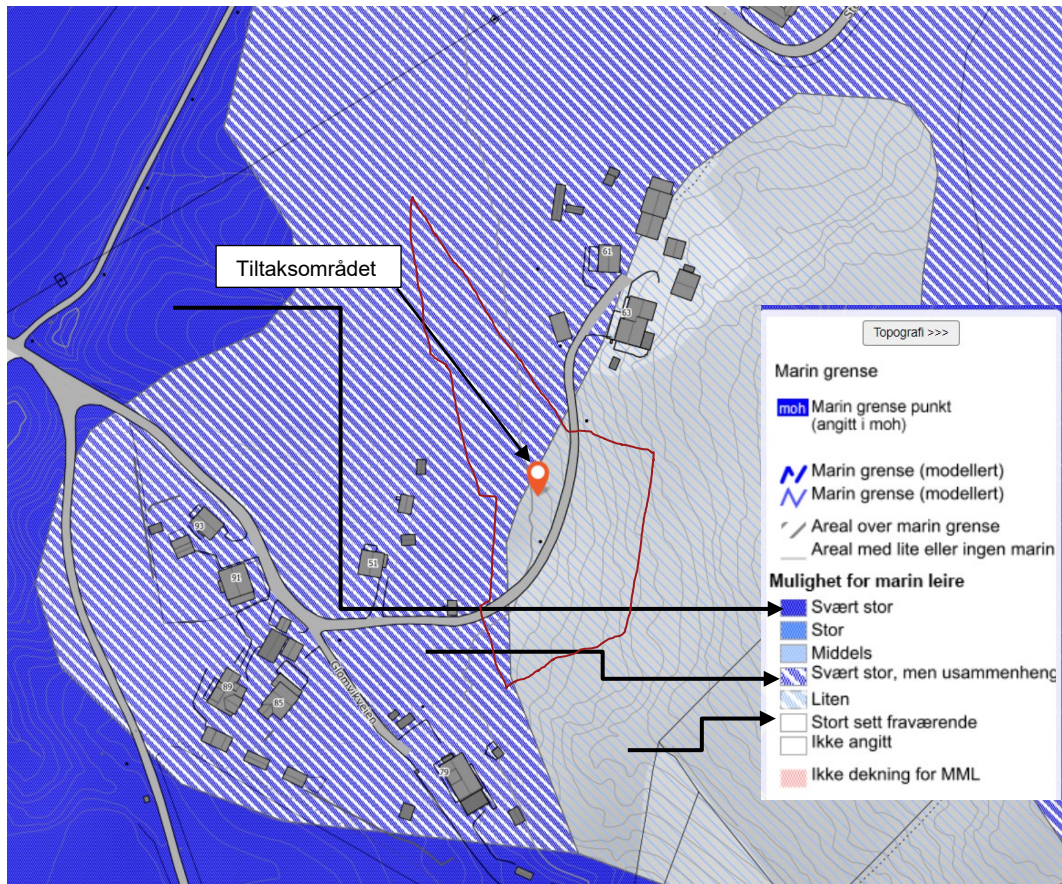 Tiltaksområdet
61
63
51
93
91
89
85
79
Glomvikveien
Topografi >>>
Marin grense
moh Marin grense punkt
(angitt i moh)
Marin grense (modellert)
Marin grense (modellert)
Areal over marin grense
Areal med lite eller ingen marin
Mulighet for marin leire
Svært stor
Stor
Middels
Svært stor, men usammenheng
Liten
Stort sett fraværende
Ikke angitt
Ikke dekning for MML